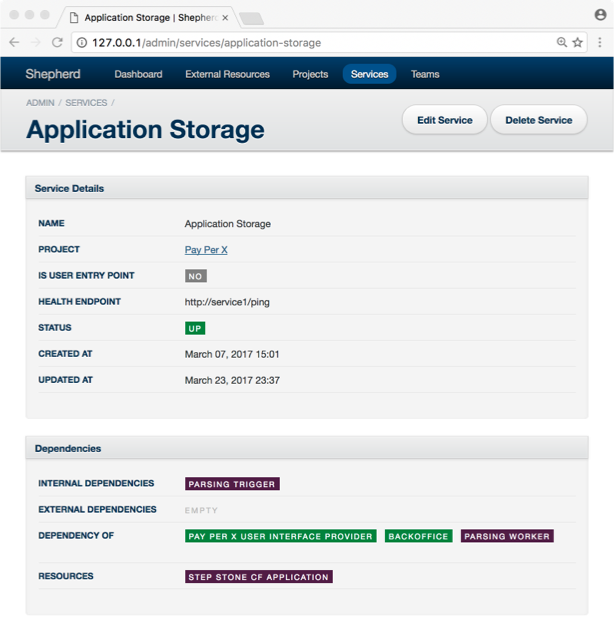 Application Storage | Shepherd
127.0.0.1/admin/services/application-storage
Shepherd Dashboard External Resources Projects Services Teams
ADMIN / SERVICES /
Application Storage
Edit Service Delete Service
Service Details
NAME Application Storage
PROJECT Pay Per X
IS USER ENTRY POINT NO
HEALTH ENDPOINT http://service1/ping
STATUS UP
CREATED AT March 07, 2017 15:01
UPDATED AT March 23, 2017 23:37
Dependencies
INTERNAL DEPENDENCIES PARSING TRIGGER
EXTERNAL DEPENDENCIES EMPTY
DEPENDENCY OF PAY PER X USER INTERFACE PROVIDER BACKOFFICE PARSING WORKER
RESOURCES STEP STONE CF APPLICATION